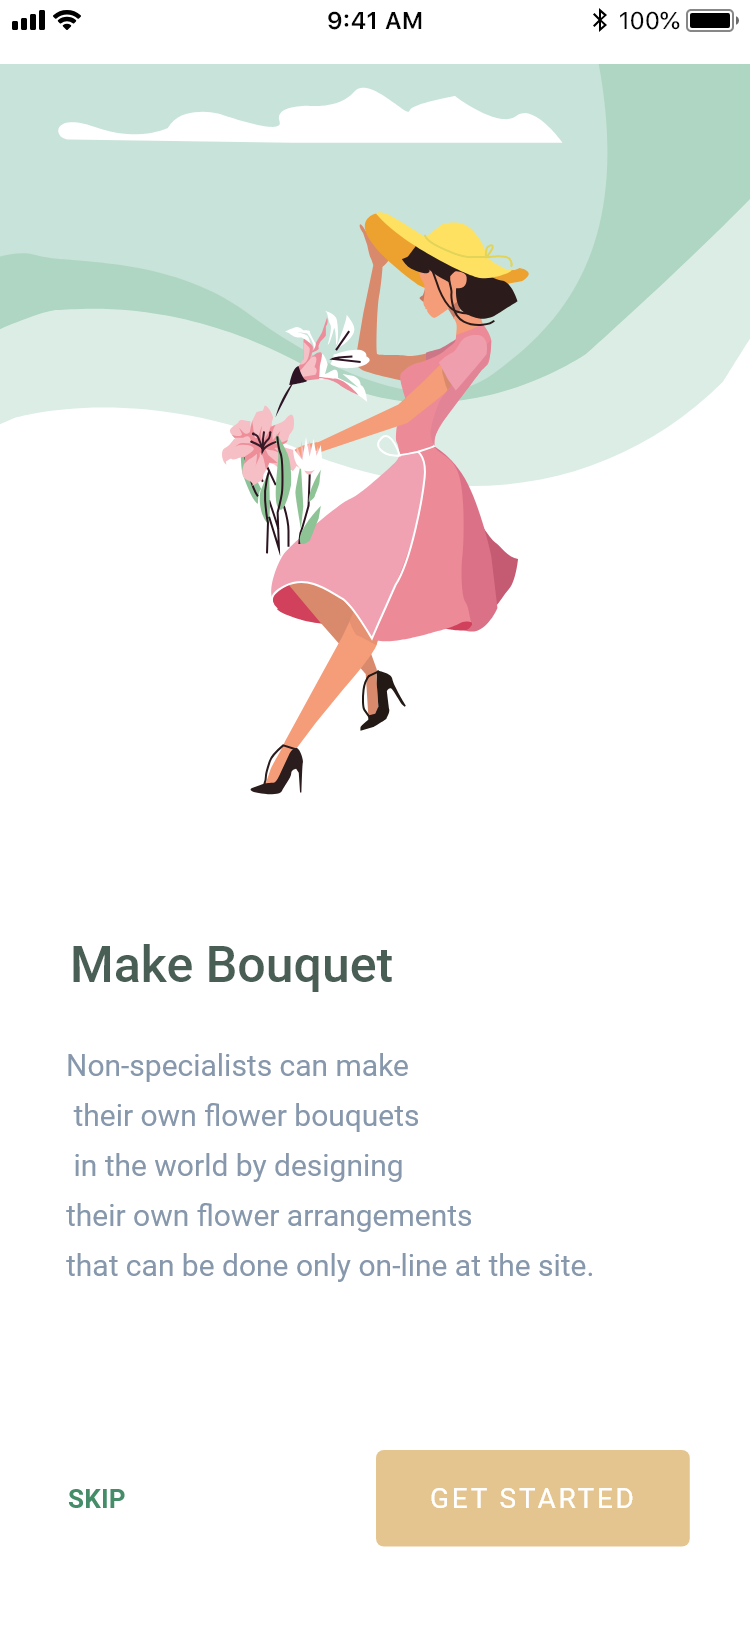 9:41 AM 100%
Make Bouquet
Non-specialists can make
their own flower bouquets
in the world by designing
their own flower arrangements
that can be done only on-line at the site.
SKIP GET STARTED